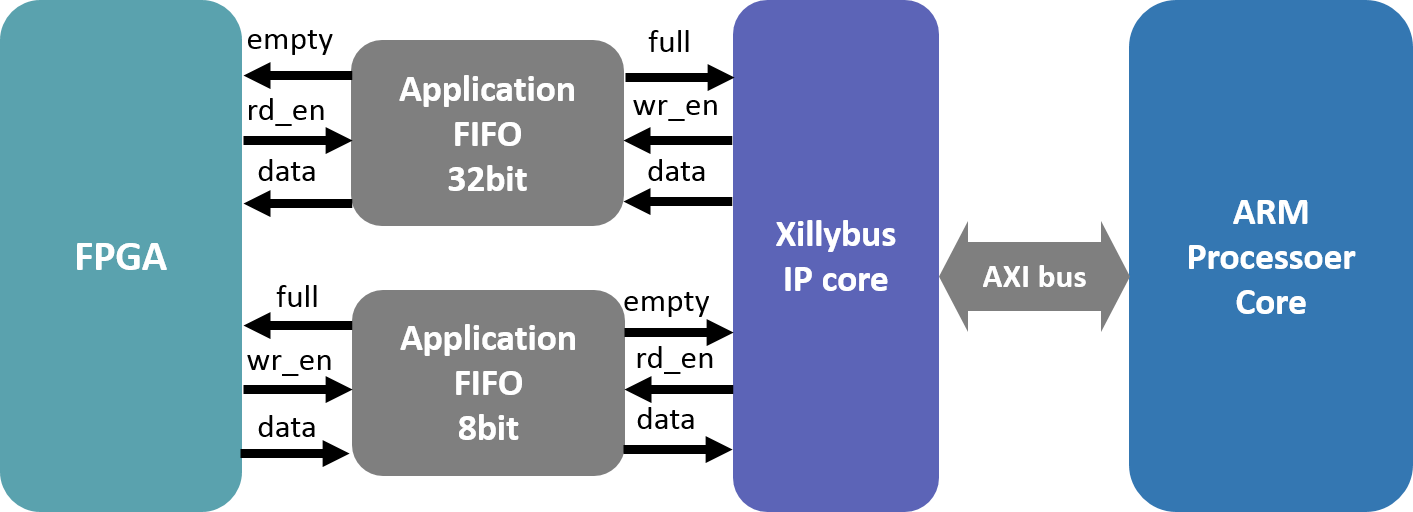 FPGA
empty
rd_en
data
full
wr_en
data
Application
FIFO
32bit
Application
FIFO
8bit
full
wr_en
data
empty
rd_en
data
Xillybus
IP core
AXI bus
ARM
Processoer
Core